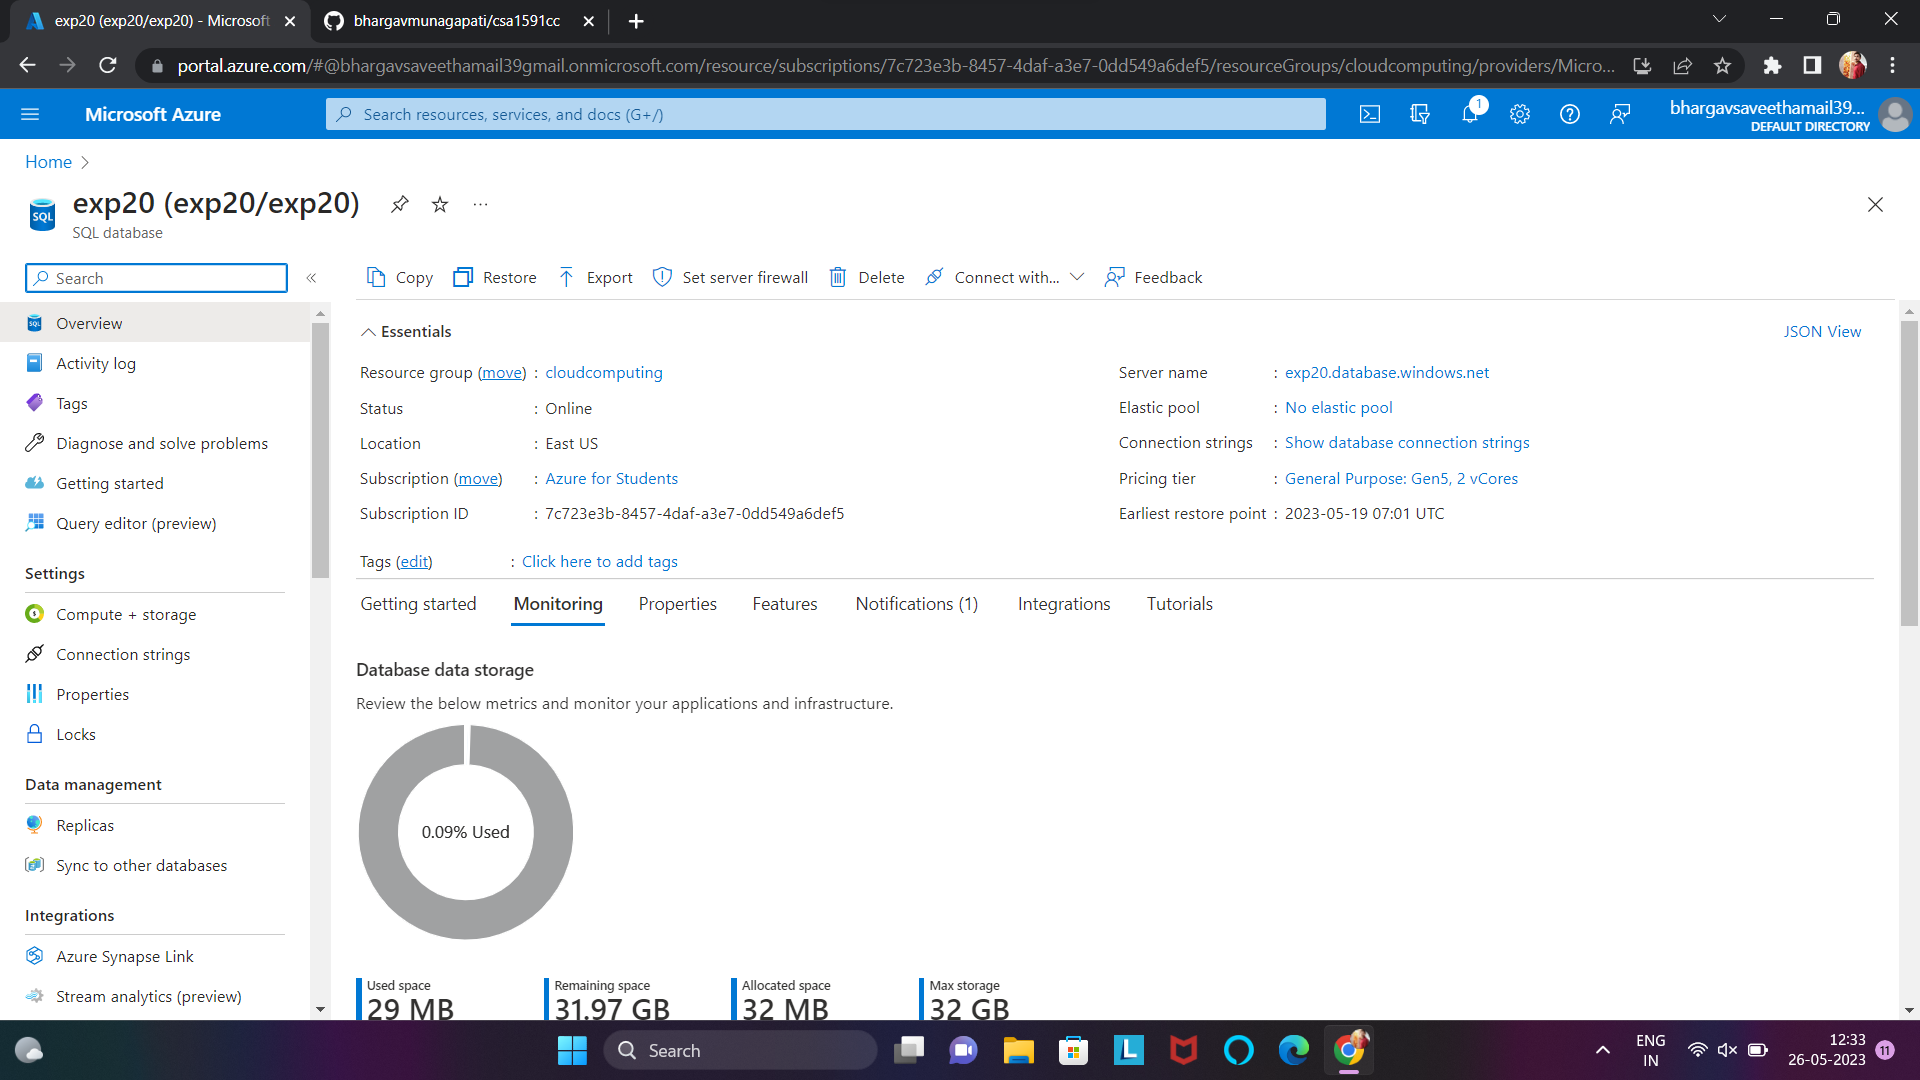 exp20 (exp20/exp20) - Microsoft
bhargavmunagapati/csa1591cc
portal.azure.com/#@bhargavsaveethamail39gmail.onmicrosoft.com/resource/subscriptions/7c723e3b-8457-4daf-a3e7-0dd549a6def5/resourceGroups/cloudcomputing/providers/Micro...
Microsoft Azure
Search resources, services, and docs (G+/)
1
bhargavsaveethamail39...
DEFAULT DIRECTORY
Home
SQL
exp20 (exp20/exp20)
SQL database
Search
Copy
Restore
Export
Set server firewall
Delete
Connect with...
Feedback
Overview
Activity log
Tags
Diagnose and solve problems
Getting started
Query editor (preview)
Settings
Compute + storage
Connection strings
Properties
Locks
Data management
Replicas
Sync to other databases
Integrations
Azure Synapse Link
Stream analytics (preview)
Essentials
JSON View
Resource group (move) : cloudcomputing
Status : Online
Location : East US
Subscription (move) : Azure for Students
Subscription ID : 7c723e3b-8457-4daf-a3e7-0dd549a6def5
Server name : exp20.database.windows.net
Elastic pool : No elastic pool
Connection strings : Show database connection strings
Pricing tier : General Purpose: Gen5, 2 vCores
Earliest restore point : 2023-05-19 07:01 UTC
Tags (edit) : Click here to add tags
Getting started
Monitoring
Properties
Features
Notifications (1)
Integrations
Tutorials
Database data storage
Review the below metrics and monitor your applications and infrastructure.
0.09% Used
Used space
29 MB
Remaining space
31.97 GB
Allocated space
32 MB
Max storage
32 GB
Search
L
ENG
IN
12:33
26-05-2023
11